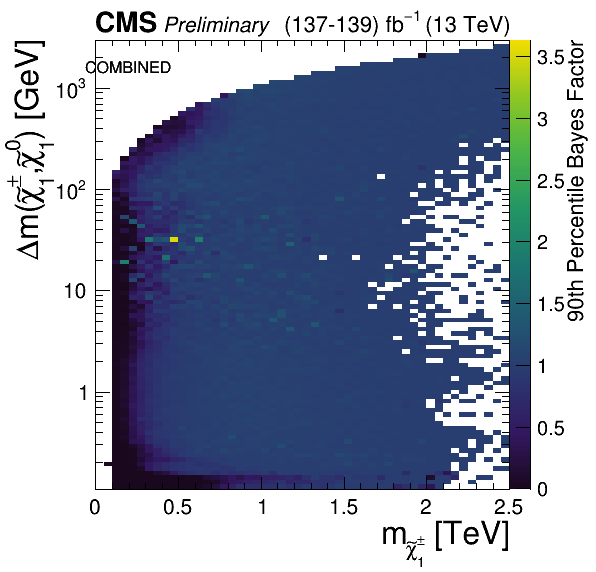 CMS Preliminary (137-139) fb⁻¹ (13 TeV)
COMBINED
Δm(χ̃₁±,χ̃₁⁰) [GeV]
10³
10²
10
1
0 0.5 1 1.5 2 2.5
m_χ̃₁± [TeV]
3.5
3
2.5
2
1.5
1
0.5
0
90th Percentile Bayes Factor